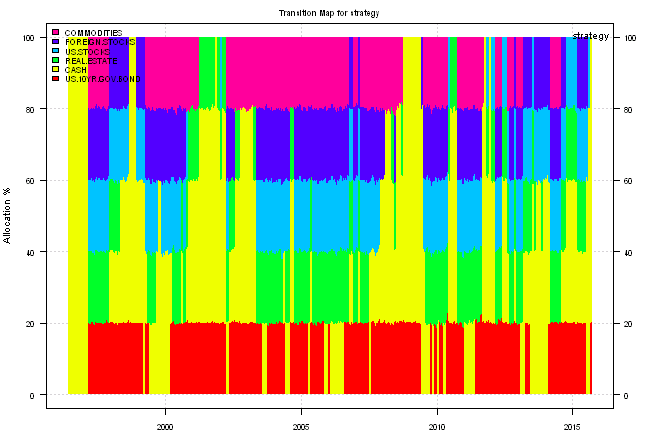 Transition Map for strategy
strategy
COMMODITIES
FOREIGN.STOCKS
US.STOCKS
REAL.ESTATE
CASH
US.10YR.GOV.BOND
Allocation %
100
80
60
40
20
0
100
80
60
40
20
0
2000 2005 2010 2015